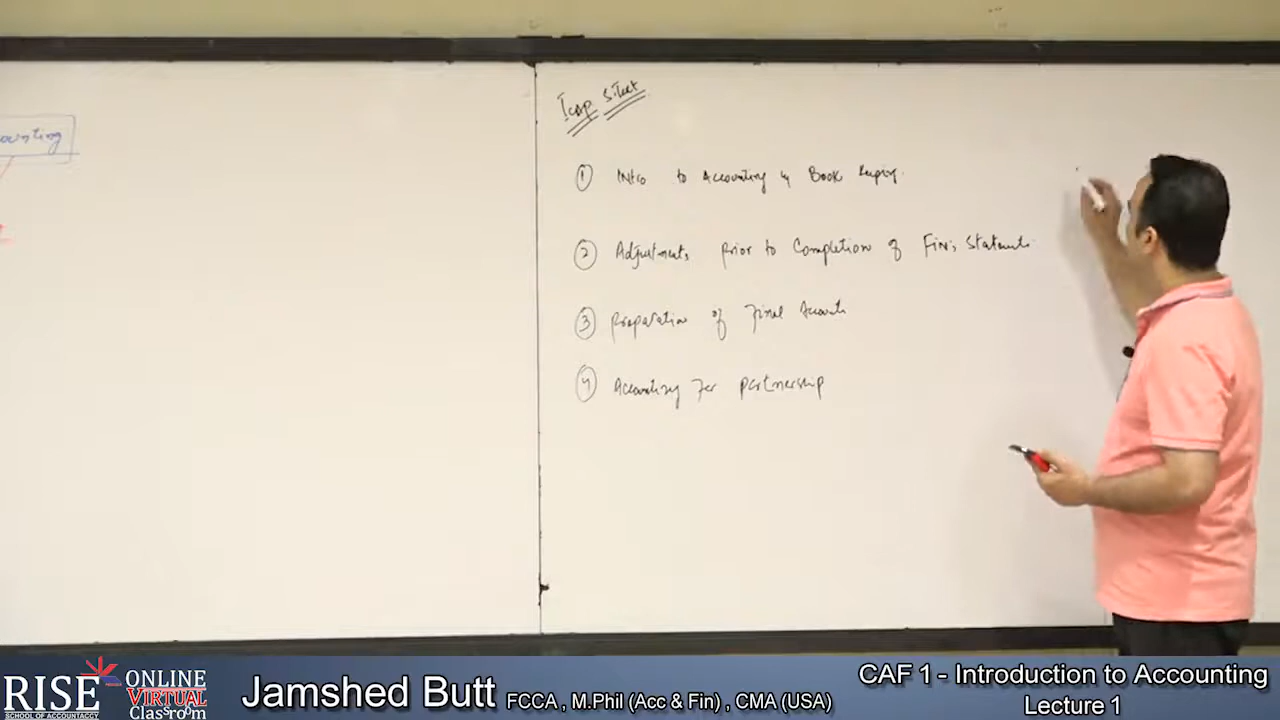 ounting
Icap
① Intro to Accounting & Book keeping.
② Adjustments prior to Completion of Fin; Statements
③ Preparation of Final Accounts
④ Accounting For partnership
RISE
SCHOOL OF ACCOUNTACY
ONLINE
VIRTUAL
Classroom
Jamshed Butt FCCA , M.Phil (Acc & Fin) , CMA (USA)
CAF 1 - Introduction to Accounting
Lecture 1